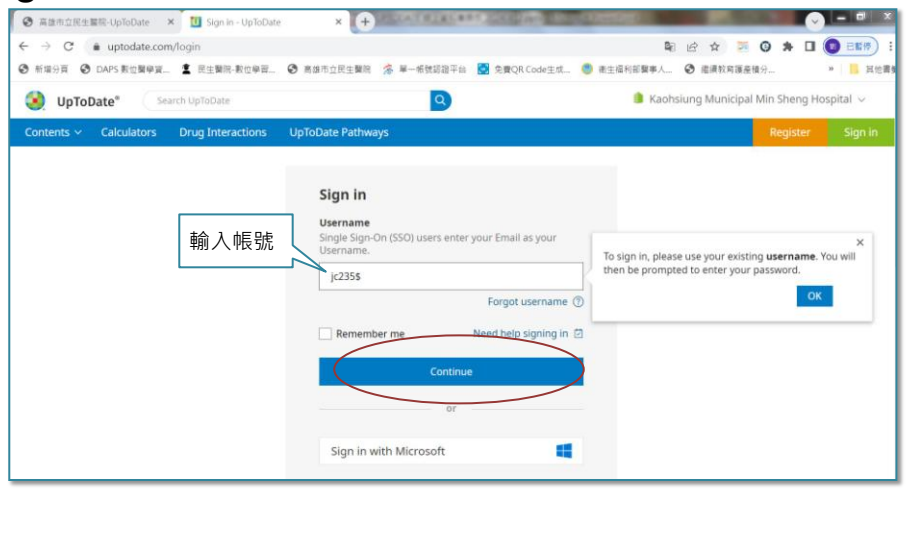 高雄市立民生醫院-UpToDate
Sign in - UpToDate
uptodate.com/login
已暫停
新增分頁
DAPS 數位醫學資...
民生醫院-數位學習...
高雄市立民生醫院
單一帳號認證平台
免費QR Code生成...
衛生福利部醫事人...
繼續教育護產積分...
UpToDate®
Search UpToDate
Kaohsiung Municipal Min Sheng Hospital
Contents
Calculators
Drug Interactions
UpToDate Pathways
Register
Sign in
Sign in
Username
Single Sign-On (SSO) users enter your Email as your
Username.
輸入帳號
jc235$
To sign in, please use your existing username. You will
then be prompted to enter your password.
OK
Forgot username
Remember me
Need help signing in
Continue
or
Sign in with Microsoft